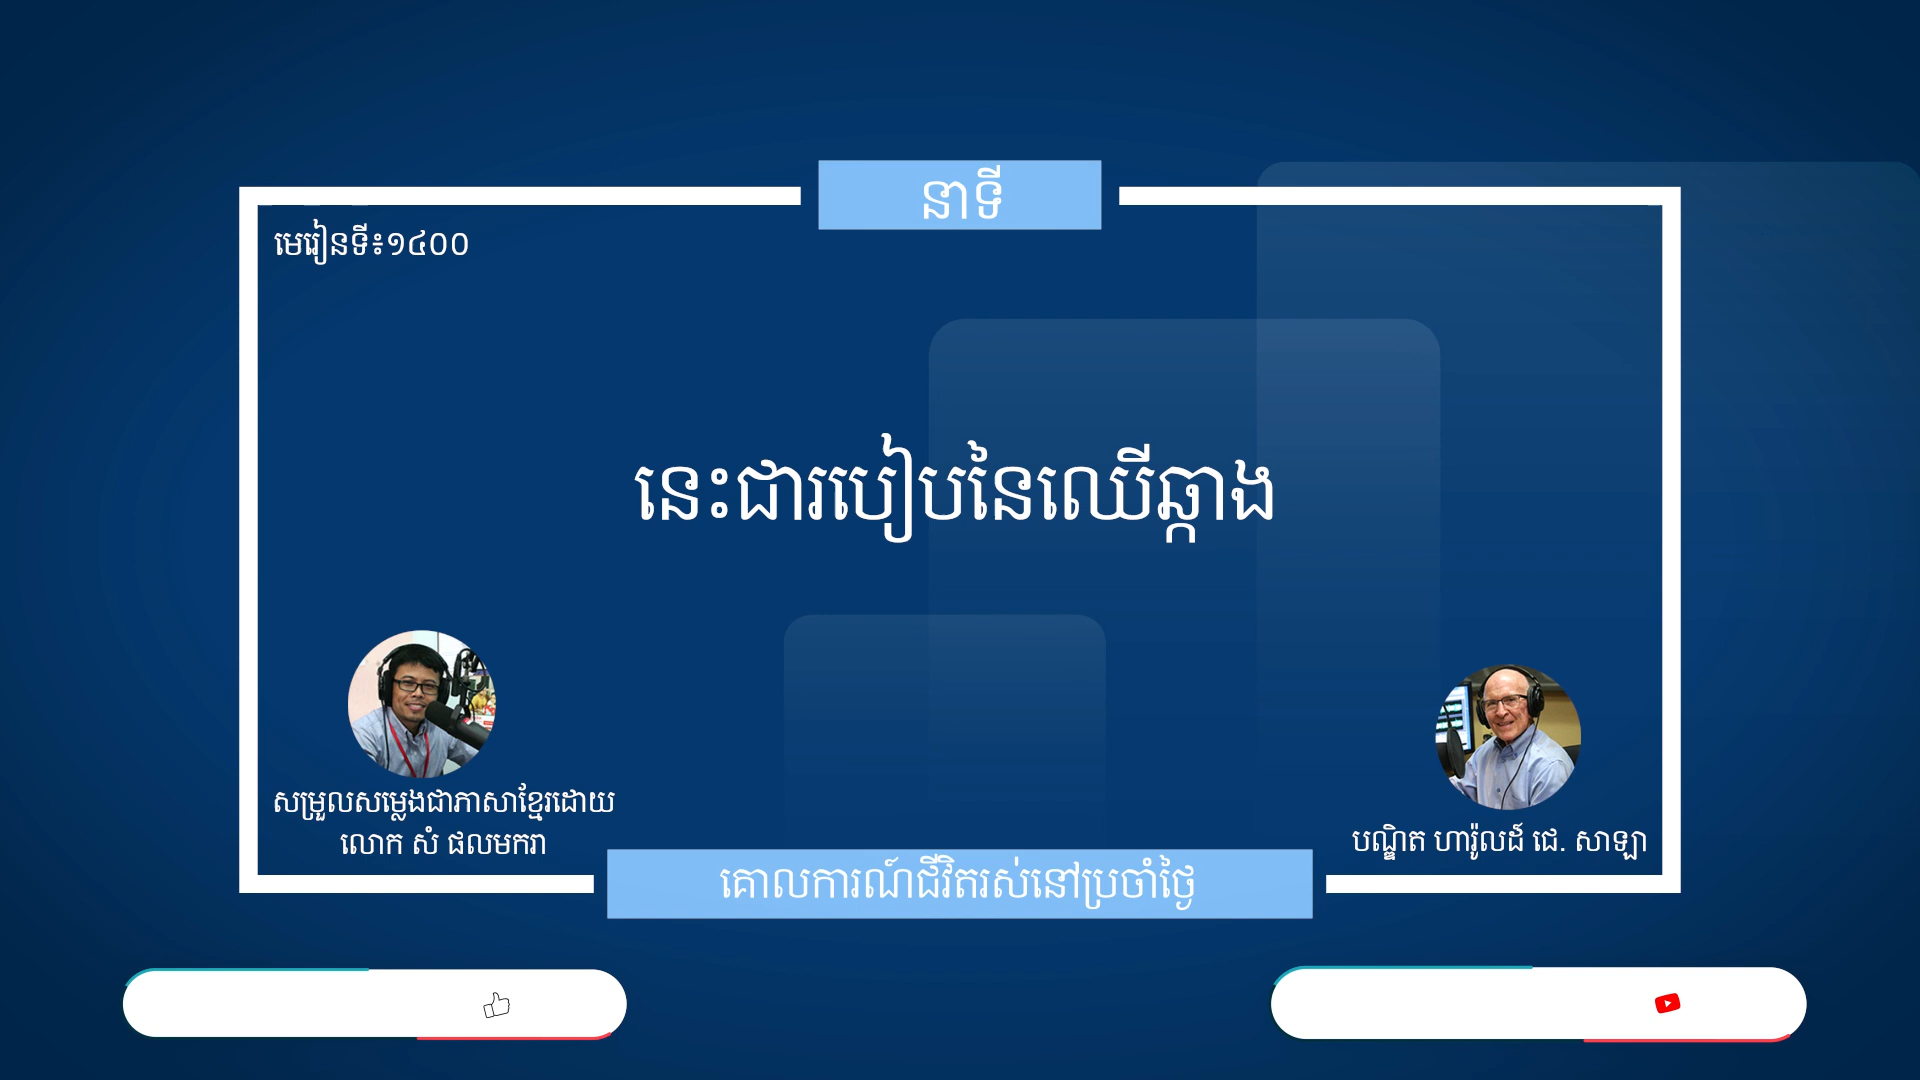 នាទី
មេរៀនទី៖១៤០០
នេះជារបៀបនៃឈើឆ្កាង
សម្រួលសម្លេងជាភាសាខ្មែរដោយ
លោក សំ ផលមករា
បណ្ឌិត ហារ៉ូលដ៍ ជេ. សាឡា
គោលការណ៍ជីវិតរស់នៅប្រចាំថ្ងៃ